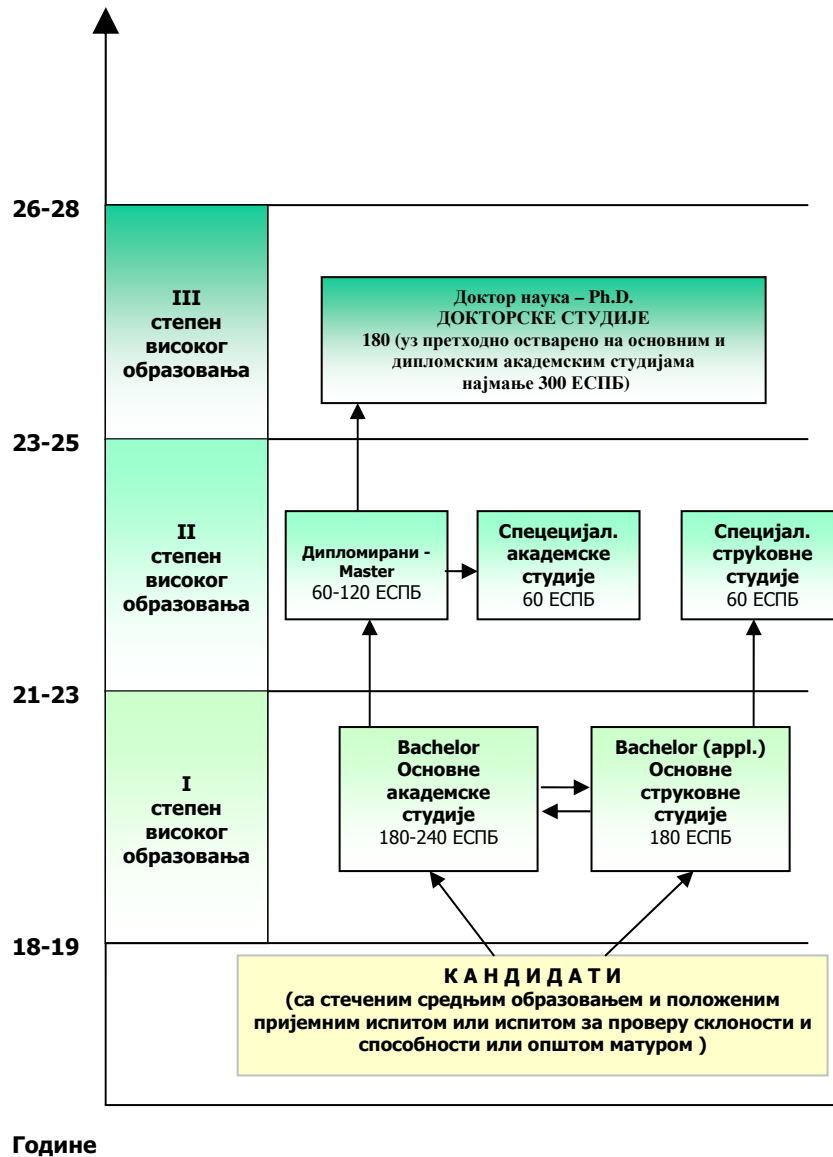 26-28
III
степен
високог
образовања
Доктор наука – Ph.D.
ДОКТОРСКЕ СТУДИЈЕ
180 (уз претходно остварено на основним и
дипломским академским студијама
најмање 300 ЕСПБ)
23-25
II
степен
високог
образовања
Дипломирани -
Master
60-120 ЕСПБ
Спецецијал.
академске
студије
60 ЕСПБ
Специјал.
струковне
студије
60 ЕСПБ
21-23
I
степен
високог
образовања
Bachelor
Основне
академске
студије
180-240 ЕСПБ
Bachelor (appl.)
Основне
струковне
студије
180 ЕСПБ
18-19
К А Н Д И Д А Т И
(са стеченим средњим образовањем и положеним
пријемним испитом или испитом за проверу склоности и
способности или општом матуром )
Године